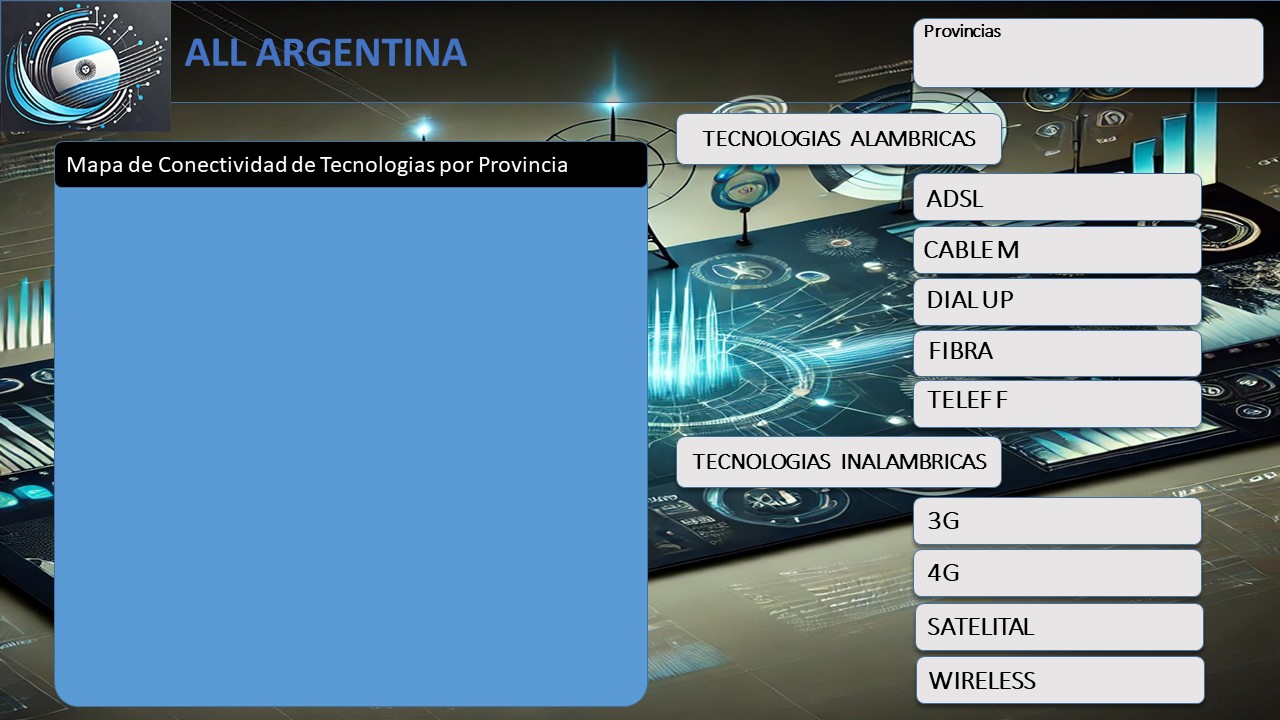 ALL ARGENTINA
Provincias
TECNOLOGIAS ALAMBRICAS
Mapa de Conectividad de Tecnologias por Provincia
ADSL
CABLE M
DIAL UP
FIBRA
TELEF F
TECNOLOGIAS INALAMBRICAS
3G
4G
SATELITAL
WIRELESS